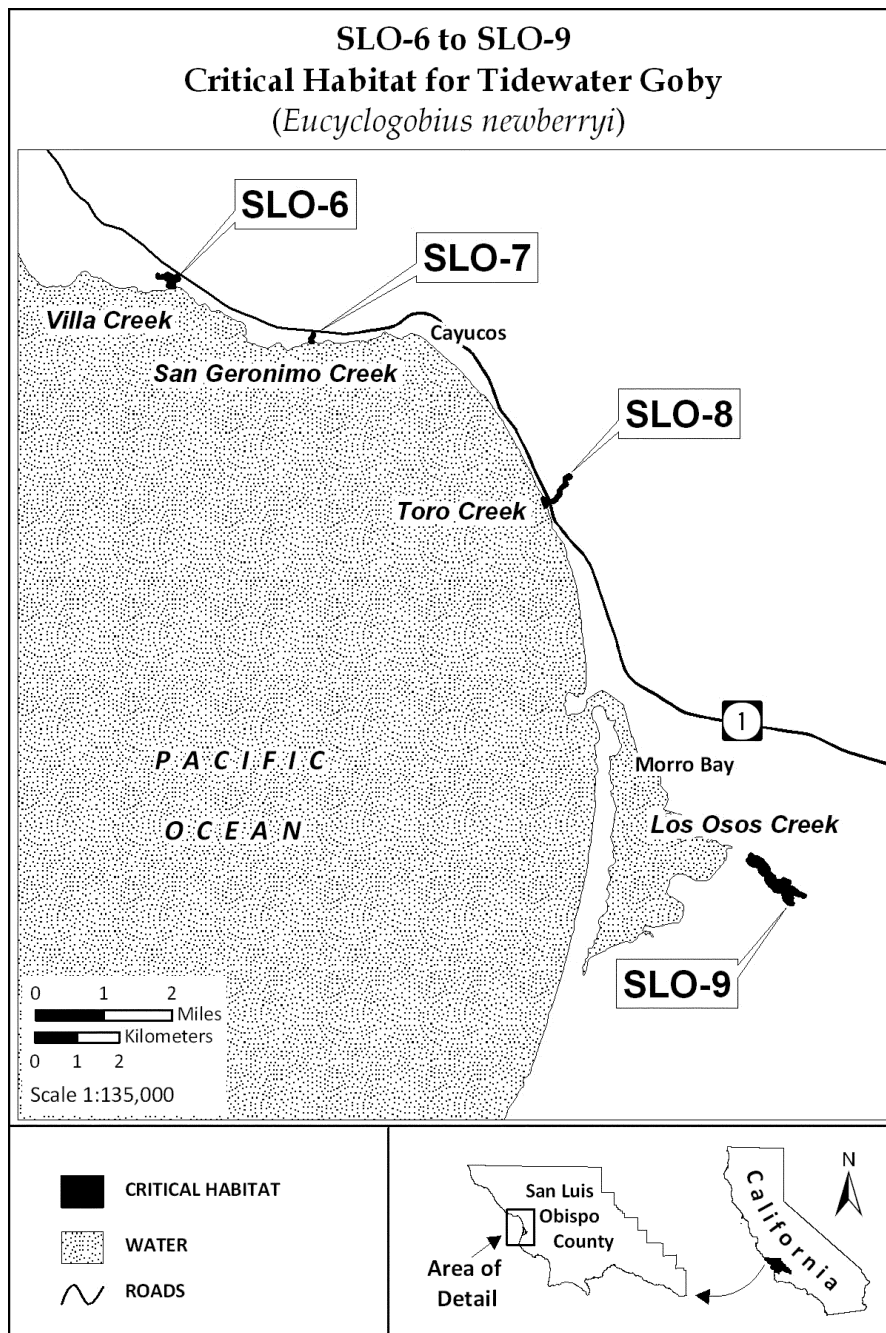 SLO-6 to SLO-9
Critical Habitat for Tidewater Goby
(Eucyclogobius newberryi)
SLO-6
SLO-7
Villa Creek
Cayucos
San Geronimo Creek
SLO-8
Toro Creek
1
PACIFIC
OCEAN
Morro Bay
Los Osos Creek
SLO-9
0 1 2
Miles
Kilometers
0 1 2
Scale 1:135,000
CRITICAL HABITAT
WATER
ROADS
San Luis
Obispo
County
Area of
Detail
California
N